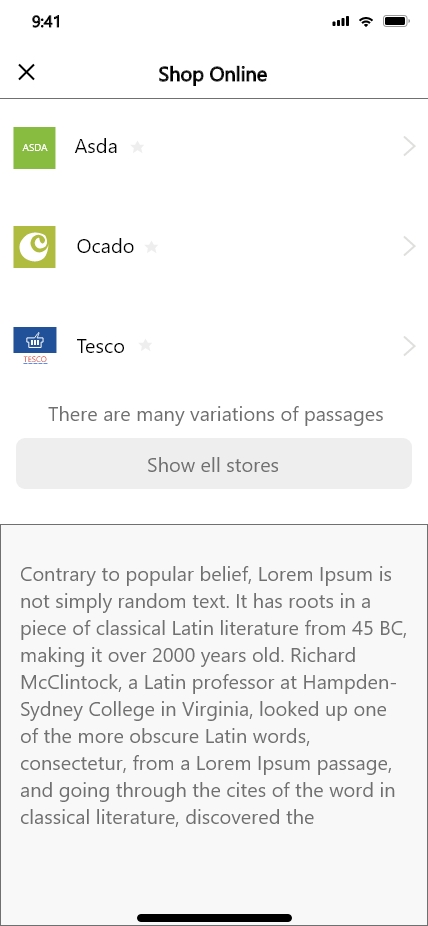 9:41
Shop Online
ASDA
Asda
Ocado
TESCO
Tesco
There are many variations of passages
Show ell stores
Contrary to popular belief, Lorem Ipsum is
not simply random text. It has roots in a
piece of classical Latin literature from 45 BC,
making it over 2000 years old. Richard
McClintock, a Latin professor at Hampden-
Sydney College in Virginia, looked up one
of the more obscure Latin words,
consectetur, from a Lorem Ipsum passage,
and going through the cites of the word in
classical literature, discovered the